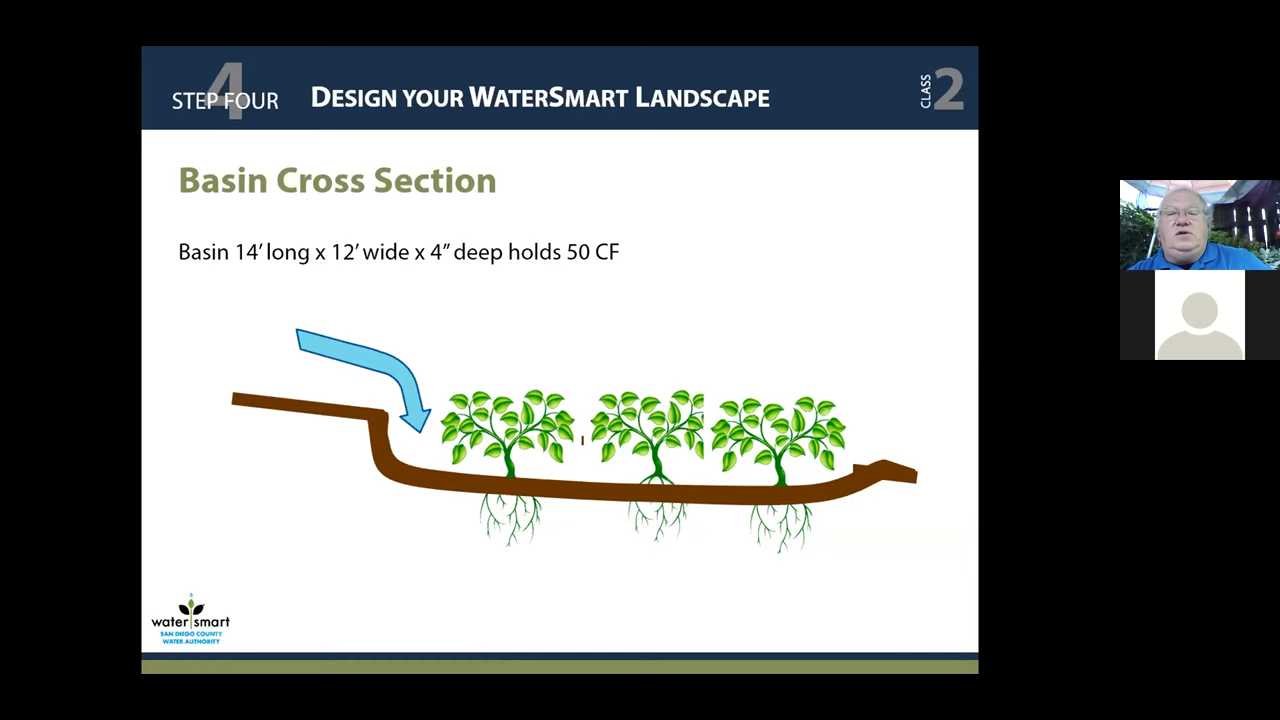 4
STEP FOUR
DESIGN YOUR WATERSMART LANDSCAPE
CLASS 2
Basin Cross Section
Basin 14’ long x 12’ wide x 4” deep holds 50 CF
water smart
SAN DIEGO COUNTY
WATER AUTHORITY